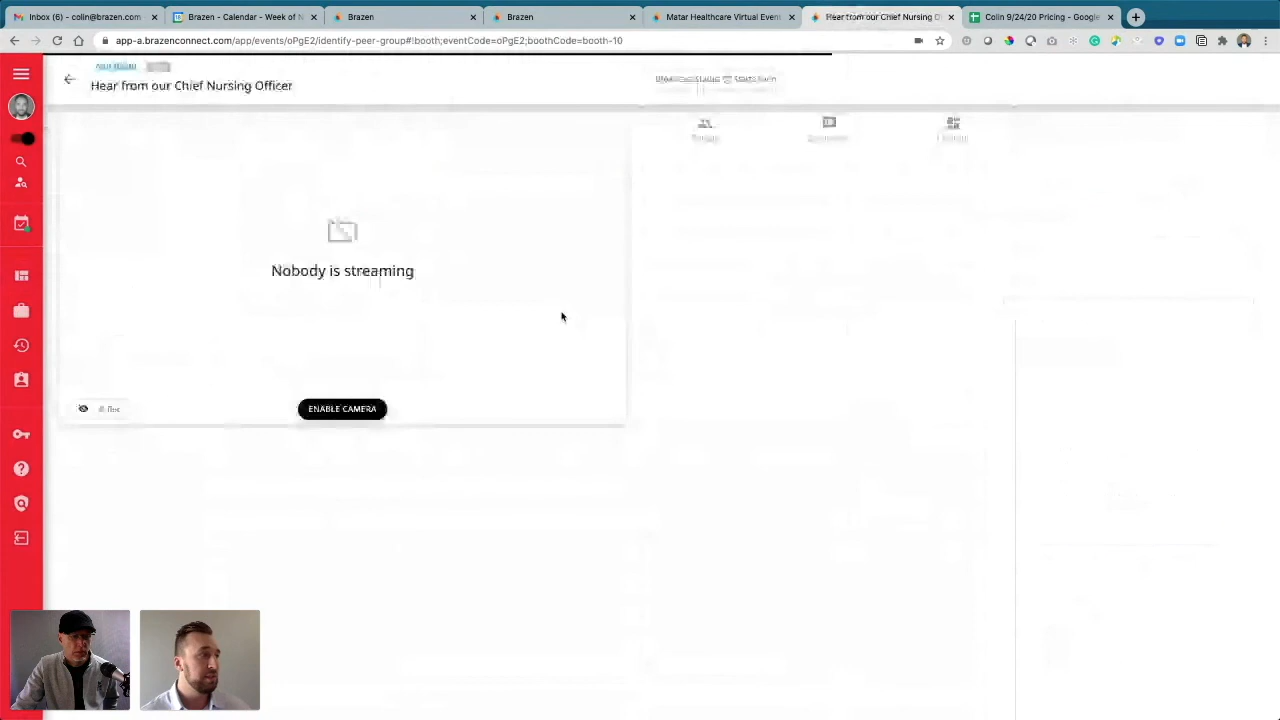 Inbox (6) - colin@brazen.com
Brazen - Calendar - Week of N
Brazen
Brazen
Matar Healthcare Virtual Even
Hear from our Chief Nursing O
Colin 9/24/20 Pricing - Google
app-a.brazenconnect.com/app/events/oPgE2/identify-peer-group#!booth;eventCode=oPgE2;boothCode=booth-10
Hear from our Chief Nursing Officer
Nobody is streaming
ENABLE CAMERA